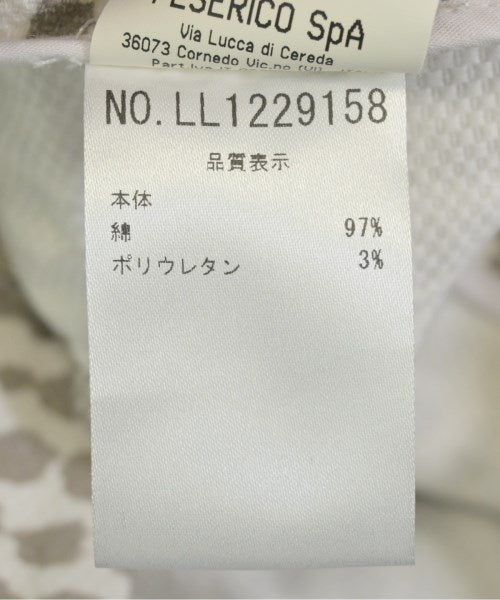 PESERICO SpA
Via Lucca di Cereda
36073 Cornedo Vic.no (VI)
NO.LL1229158
品質表示
本体
綿 97%
ポリウレタン 3%